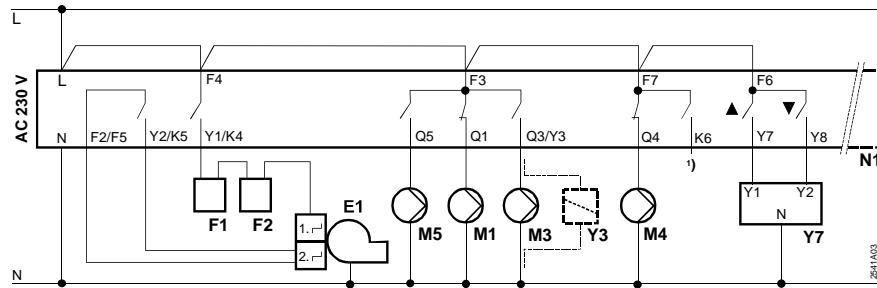 L
AC 230 V
L F4 F3 F7 F6
N F2/F5 Y2/K5 Y1/K4 Q5 Q1 Q3/Y3 Q4 K6 Y7 Y8
¹)
N1
F1 F2
1.
2.
E1
M5 M1 M3 Y3 M4
Y1 Y2
N
Y7
N
2541A03